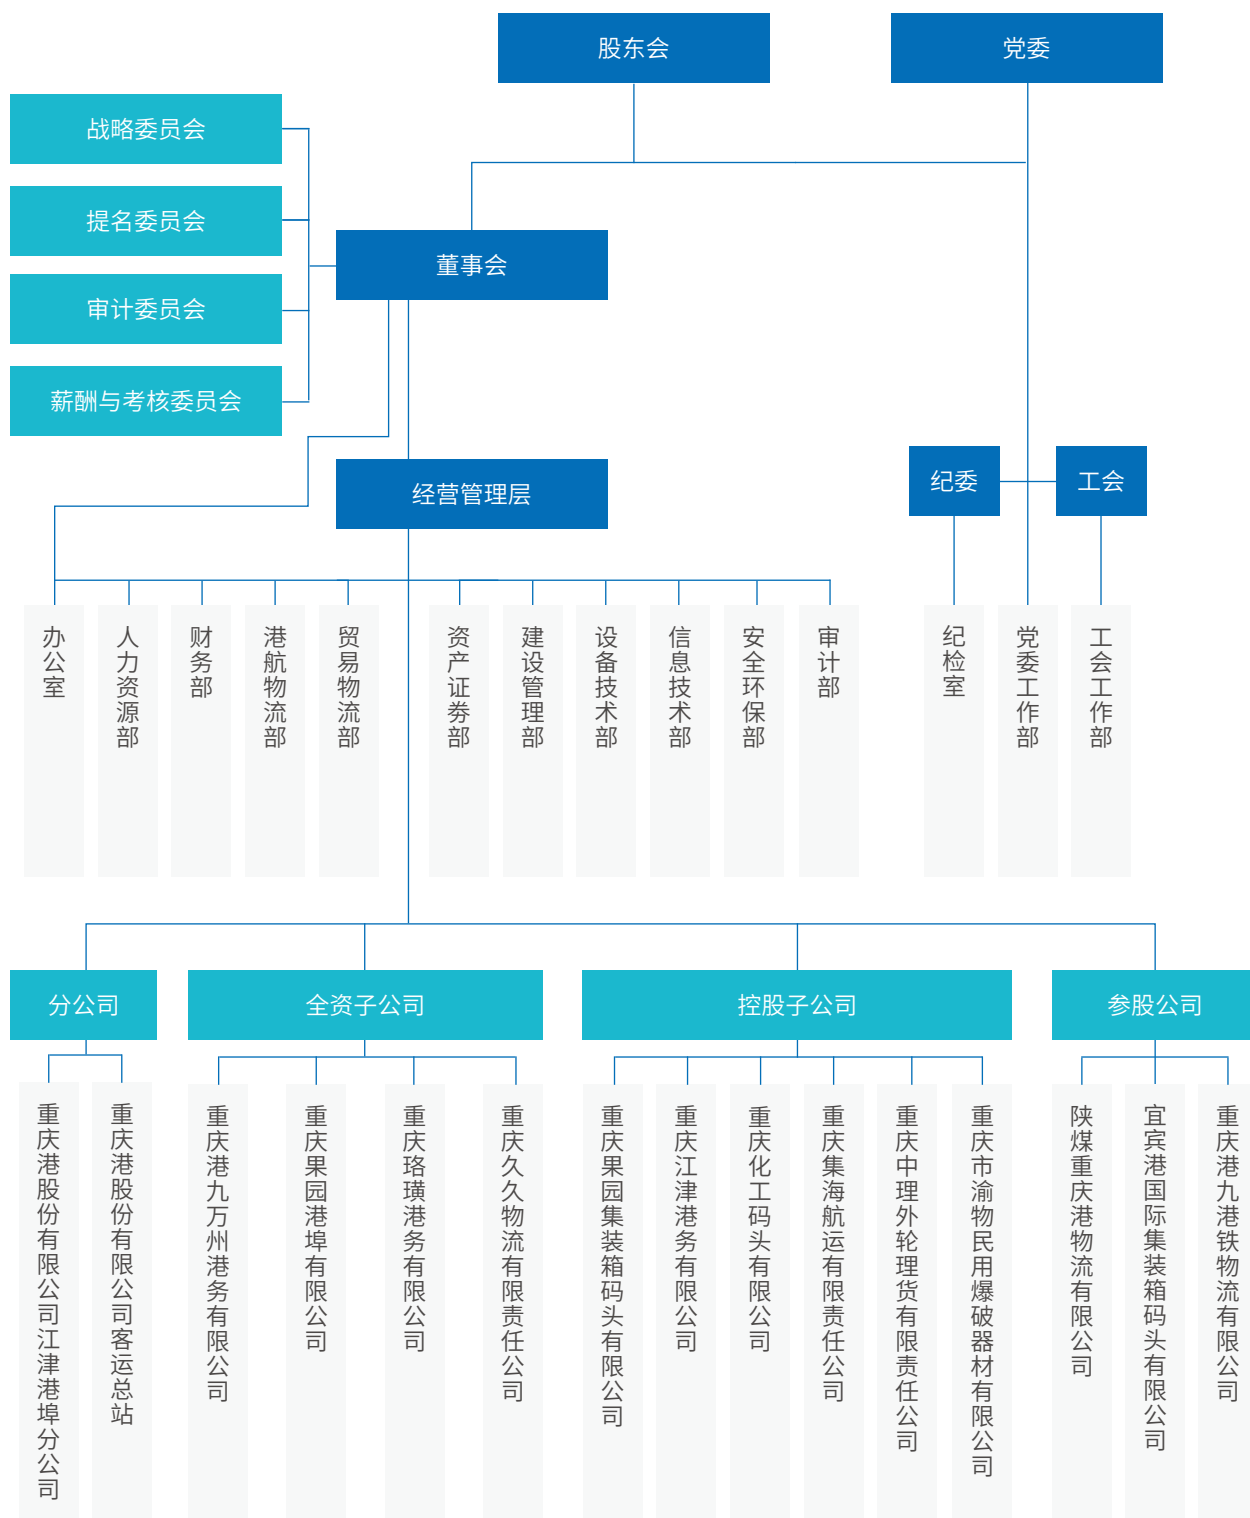 股东会
党委
战略委员会
提名委员会
审计委员会
薪酬与考核委员会
董事会
经营管理层
纪委
工会
办公室
人力资源部
财务部
港航物流部
贸易物流部
资产证券部
建设管理部
设备技术部
信息技术部
安全环保部
审计部
纪检室
党委工作部
工会工作部
分公司
全资子公司
控股子公司
参股公司
重庆港股份有限公司江津港埠分公司
重庆港股份有限公司客运总站
重庆港九万州港务有限公司
重庆果园港埠有限公司
重庆珞璜港务有限公司
重庆久久物流有限责任公司
重庆果园集装箱码头有限公司
重庆江津港务有限公司
重庆化工码头有限公司
重庆集海航运有限责任公司
重庆中理外轮理货有限责任公司
重庆市渝物民用爆破器材有限公司
陕煤重庆港物流有限公司
宜宾港国际集装箱码头有限公司
重庆港九港铁物流有限公司